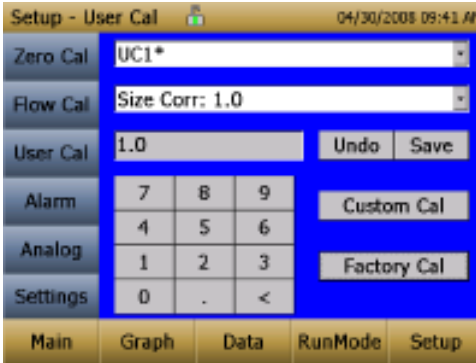 Setup - User Cal 04/30/2008 09:41 AM
Zero Cal UC1*
Flow Cal Size Corr: 1.0
User Cal 1.0 Undo Save
Alarm 7 8 9 Custom Cal
4 5 6
Analog 1 2 3 Factory Cal
Settings 0 . <
Main Graph Data RunMode Setup